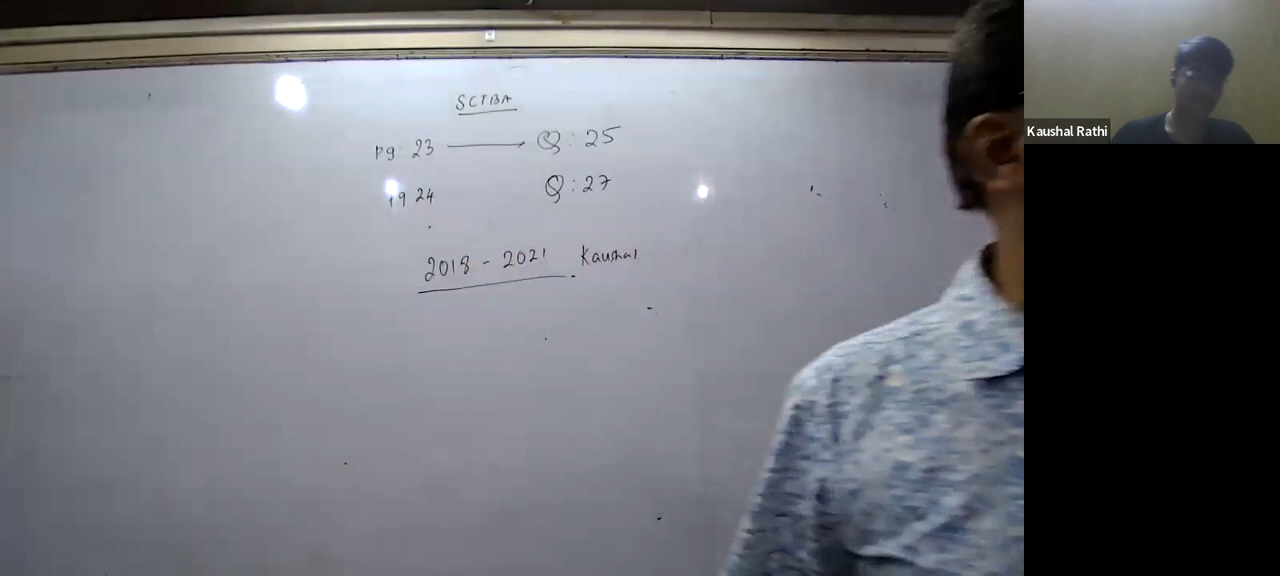 SCTBA
pg 23 → Q : 25
pg 24 Q : 27
2018 - 2021 Kaushal
Kaushal Rathi